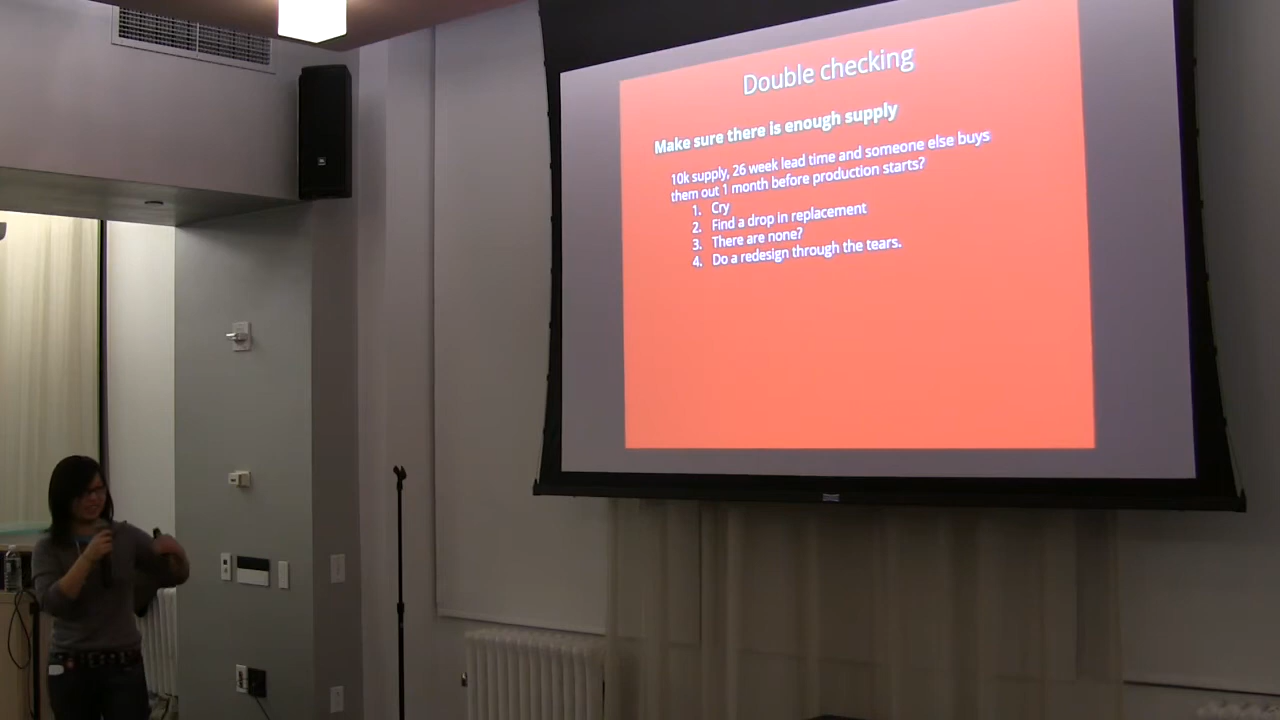 Double checking
Make sure there is enough supply
10k supply, 26 week lead time and someone else buys
them out 1 month before production starts?
1. Cry
2. Find a drop in replacement
3. There are none?
4. Do a redesign through the tears.